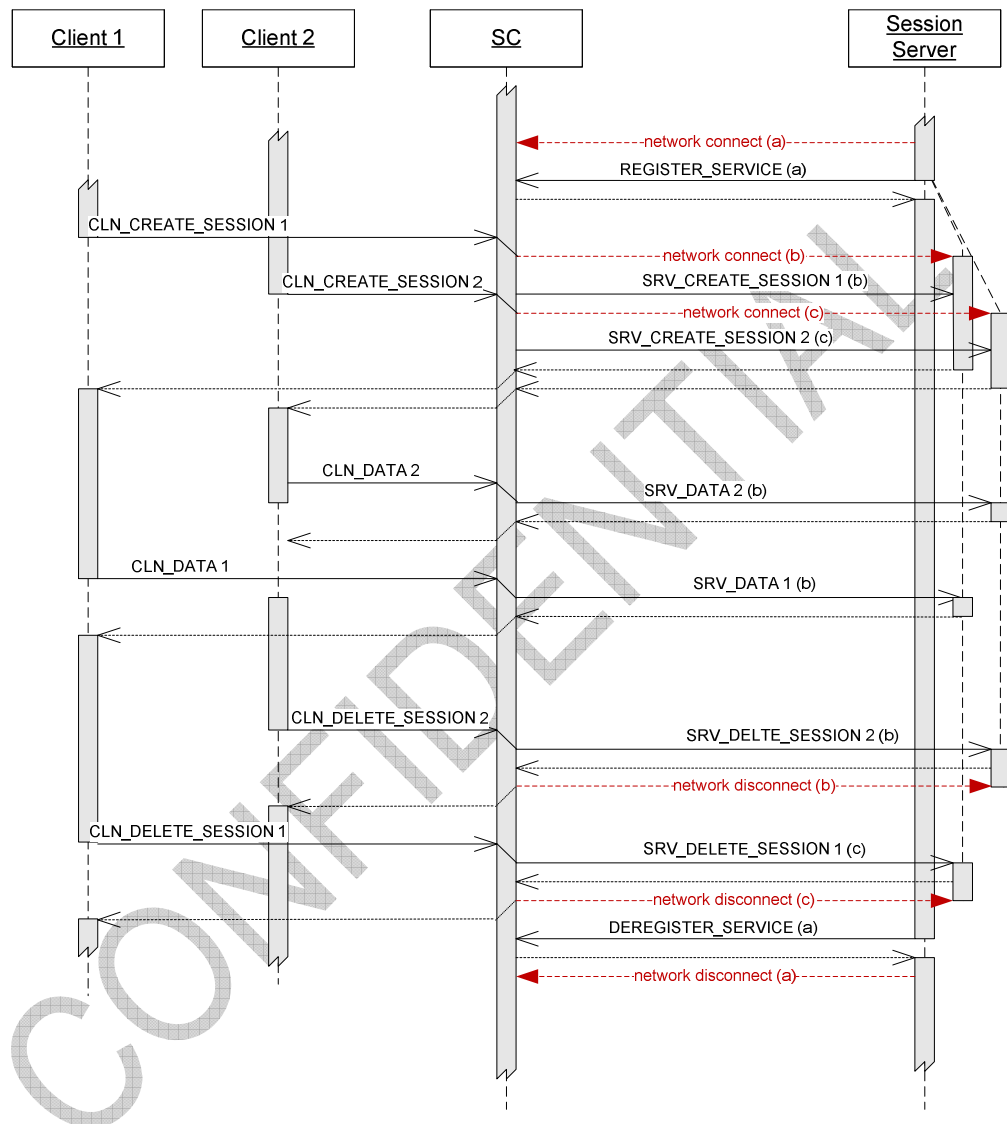 Client 1
Client 2
SC
Session
Server
network connect (a)
REGISTER_SERVICE (a)
CLN_CREATE_SESSION 1
network connect (b)
CLN_CREATE_SESSION 2
SRV_CREATE_SESSION 1 (b)
network connect (c)
SRV_CREATE_SESSION 2 (c)
CLN_DATA 2
SRV_DATA 2 (b)
CLN_DATA 1
SRV_DATA 1 (b)
CLN_DELETE_SESSION 2
SRV_DELTE_SESSION 2 (b)
network disconnect (b)
CLN_DELETE_SESSION 1
SRV_DELETE_SESSION 1 (c)
network disconnect (c)
DEREGISTER_SERVICE (a)
network disconnect (a)
CONFIDENTIAL